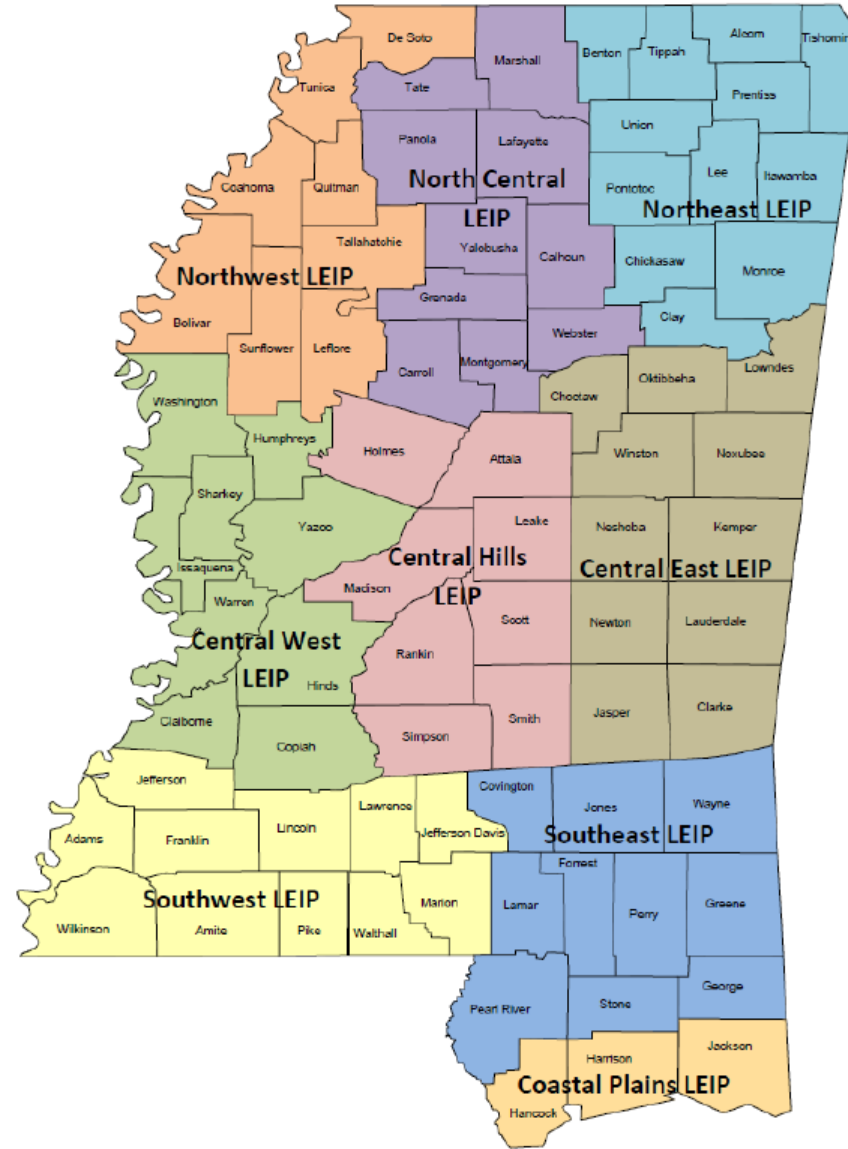 De Soto
Marshall
Benton
Tippah
Alcorn
Tishomin
Tunica
Tate
Prentiss
Panola
Lafayette
Union
Coahoma
Quitman
North Central
LEIP
Pontotoc
Lee
Itawamba
Northeast LEIP
Tallahatchie
Yalobusha
Calhoun
Chickasaw
Monroe
Northwest LEIP
Grenada
Bolivar
Sunflower
Leflore
Webster
Clay
Carroll
Montgomery
Choctaw
Oktibbeha
Lowndes
Washington
Humphreys
Holmes
Attala
Winston
Noxubee
Sharkey
Yazoo
Leake
Neshoba
Kemper
Central Hills
LEIP
Central East LEIP
Issaquena
Madison
Warren
Scott
Newton
Lauderdale
Central West
LEIP
Rankin
Hinds
Claiborne
Copiah
Simpson
Smith
Jasper
Clarke
Jefferson
Lawrence
Covington
Jones
Wayne
Adams
Franklin
Lincoln
Jefferson Davis
Southeast LEIP
Forrest
Southwest LEIP
Marion
Lamar
Perry
Greene
Wilkinson
Amite
Pike
Walthall
Pearl River
Stone
George
Harrison
Jackson
Coastal Plains LEIP
Hancock